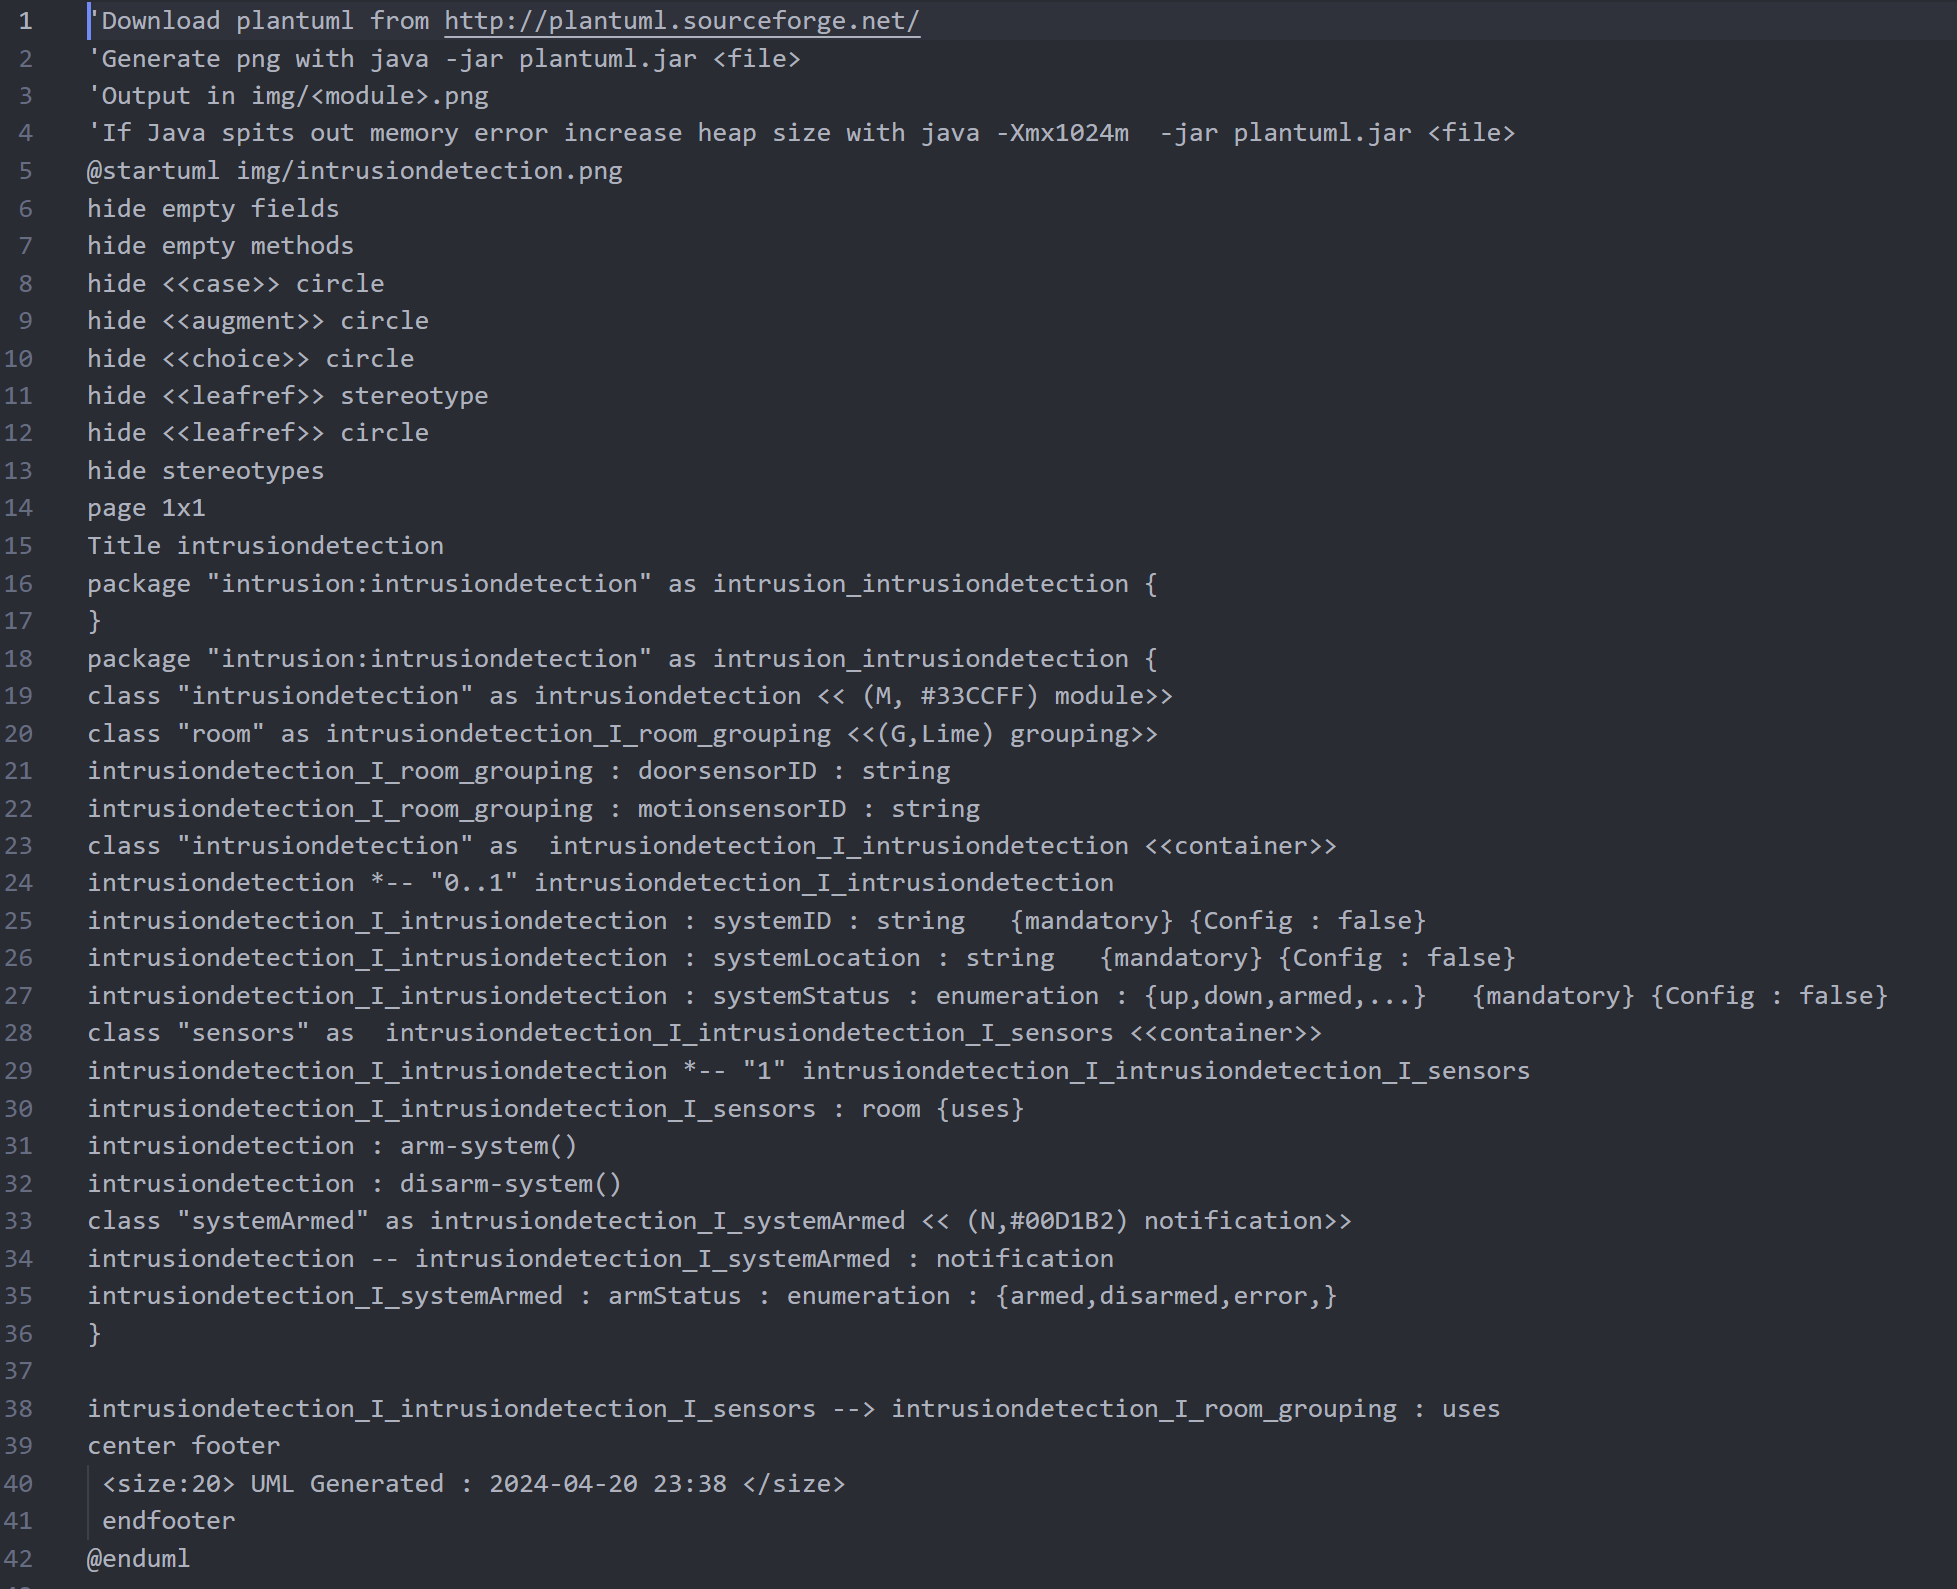 1 'Download plantuml from http://plantuml.sourceforge.net/
2 'Generate png with java -jar plantuml.jar <file>
3 'Output in img/<module>.png
4 'If Java spits out memory error increase heap size with java -Xmx1024m  -jar plantuml.jar <file>
5 @startuml img/intrusiondetection.png
6 hide empty fields
7 hide empty methods
8 hide <<case>> circle
9 hide <<augment>> circle
10 hide <<choice>> circle
11 hide <<leafref>> stereotype
12 hide <<leafref>> circle
13 hide stereotypes
14 page 1x1
15 Title intrusiondetection
16 package "intrusion:intrusiondetection" as intrusion_intrusiondetection {
17 }
18 package "intrusion:intrusiondetection" as intrusion_intrusiondetection {
19 class "intrusiondetection" as intrusiondetection << (M, #33CCFF) module>>
20 class "room" as intrusiondetection_I_room_grouping <<(G,Lime) grouping>>
21 intrusiondetection_I_room_grouping : doorsensorID : string
22 intrusiondetection_I_room_grouping : motionsensorID : string
23 class "intrusiondetection" as  intrusiondetection_I_intrusiondetection <<container>>
24 intrusiondetection *-- "0..1" intrusiondetection_I_intrusiondetection
25 intrusiondetection_I_intrusiondetection : systemID : string   {mandatory} {Config : false}
26 intrusiondetection_I_intrusiondetection : systemLocation : string   {mandatory} {Config : false}
27 intrusiondetection_I_intrusiondetection : systemStatus : enumeration : {up,down,armed,...}   {mandatory} {Config : false}
28 class "sensors" as  intrusiondetection_I_intrusiondetection_I_sensors <<container>>
29 intrusiondetection_I_intrusiondetection *-- "1" intrusiondetection_I_intrusiondetection_I_sensors
30 intrusiondetection_I_intrusiondetection_I_sensors : room {uses}
31 intrusiondetection : arm-system()
32 intrusiondetection : disarm-system()
33 class "systemArmed" as intrusiondetection_I_systemArmed << (N,#00D1B2) notification>>
34 intrusiondetection -- intrusiondetection_I_systemArmed : notification
35 intrusiondetection_I_systemArmed : armStatus : enumeration : {armed,disarmed,error,}
36 }
37
38 intrusiondetection_I_intrusiondetection_I_sensors --> intrusiondetection_I_room_grouping : uses
39 center footer
40  <size:20> UML Generated : 2024-04-20 23:38 </size>
41  endfooter
42 @enduml